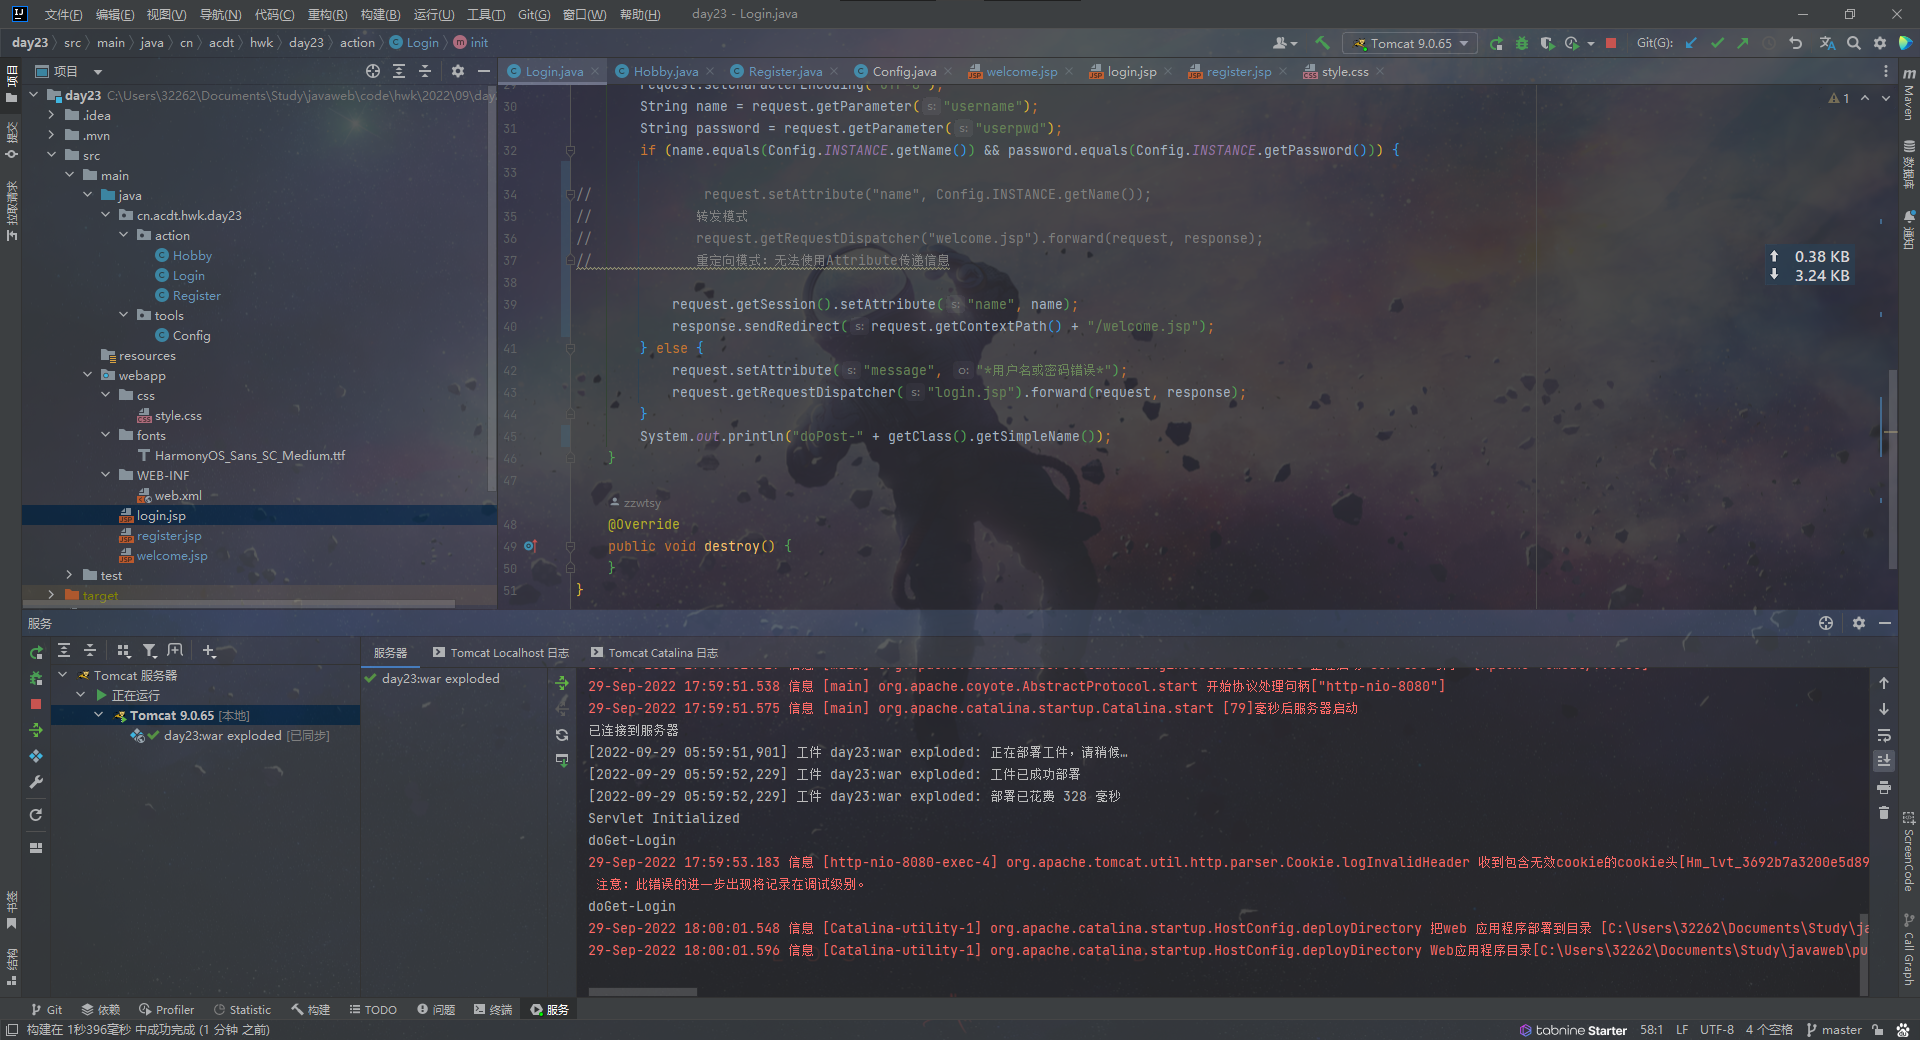 文件(F) 编辑(E) 视图(V) 导航(N) 代码(C) 重构(R) 构建(B) 运行(U) 工具(T) Git(G) 窗口(W) 帮助(H) day23 - Login.java
day23 src main java cn acdt hwk day23 action Login init
Tomcat 9.0.65 Git(G):
项目
Login.java Hobby.java Register.java Config.java welcome.jsp login.jsp register.jsp style.css
day23 C:\Users\32262\Documents\Study\javaweb\code\hwk\2022\09\day
.idea
.mvn
src
main
java
cn.acdt.hwk.day23
action
Hobby
Login
Register
tools
Config
resources
webapp
css
style.css
fonts
HarmonyOS_Sans_SC_Medium.ttf
WEB-INF
web.xml
login.jsp
register.jsp
welcome.jsp
test
target
项目
提交
拉取请求
书签
结构
29 request.setCharacterEncoding("UTF-8");
30 String name = request.getParameter( s: "username");
31 String password = request.getParameter( s: "userpwd");
32 if (name.equals(Config.INSTANCE.getName()) && password.equals(Config.INSTANCE.getPassword())) {
33
34 // request.setAttribute("name", Config.INSTANCE.getName());
35 // 转发模式
36 // request.getRequestDispatcher("welcome.jsp").forward(request, response);
37 // 重定向模式: 无法使用Attribute传递信息
38
39 request.getSession().setAttribute( s: "name", name);
40 response.sendRedirect( s: request.getContextPath() + "/welcome.jsp");
41 } else {
42 request.setAttribute( s: "message", o: "*用户名或密码错误*");
43 request.getRequestDispatcher( s: "login.jsp").forward(request, response);
44 }
45 System.out.println("doPost-" + getClass().getSimpleName());
46 }
47
zzwtsy
48 @Override
49 public void destroy() {
50 }
51 }
1
0.38 KB
3.24 KB
Maven
数据库
通知
ScreenCode
Call Graph
服务
服务器 Tomcat Localhost 日志 Tomcat Catalina 日志
Tomcat 服务器
正在运行
Tomcat 9.0.65 [本地]
day23:war exploded [已同步]
day23:war exploded
29-Sep-2022 17:59:51.538 信息 [main] org.apache.coyote.AbstractProtocol.start 开始协议处理句柄["http-nio-8080"]
29-Sep-2022 17:59:51.575 信息 [main] org.apache.catalina.startup.Catalina.start [79]毫秒后服务器启动
已连接到服务器
[2022-09-29 05:59:51,901] 工件 day23:war exploded: 正在部署工件，请稍候…
[2022-09-29 05:59:52,229] 工件 day23:war exploded: 工件已成功部署
[2022-09-29 05:59:52,229] 工件 day23:war exploded: 部署已花费 328 毫秒
Servlet Initialized
doGet-Login
29-Sep-2022 17:59:53.183 信息 [http-nio-8080-exec-4] org.apache.tomcat.util.http.parser.Cookie.logInvalidHeader 收到包含无效cookie的cookie头[Hm_lvt_3692b7a3200e5d89
注意: 此错误的进一步出现将记录在调试级别。
doGet-Login
29-Sep-2022 18:00:01.548 信息 [Catalina-utility-1] org.apache.catalina.startup.HostConfig.deployDirectory 把web 应用程序部署到目录 [C:\Users\32262\Documents\Study\ja
29-Sep-2022 18:00:01.596 信息 [Catalina-utility-1] org.apache.catalina.startup.HostConfig.deployDirectory Web应用程序目录[C:\Users\32262\Documents\Study\javaweb\pu
Git 依赖 Profiler Statistic 构建 TODO 问题 终端 服务
构建在 1秒396毫秒 中成功完成 (1 分钟 之前) tabnine Starter 58:1 LF UTF-8 4 个空格 master